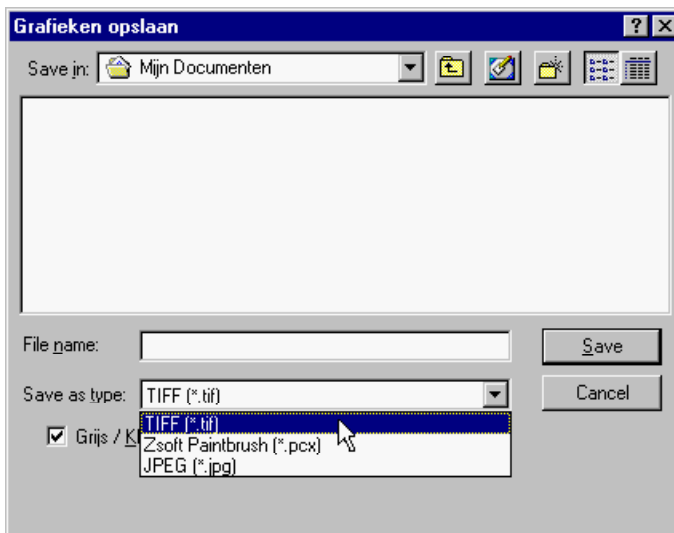 Grafieken opslaan
Save in: Mijn Documenten
File name:
Save
Save as type: TIFF (*.tif)
Cancel
TIFF (*.tif)
Grijs /
Zsoft Paintbrush (*.pcx)
JPEG (*.jpg)